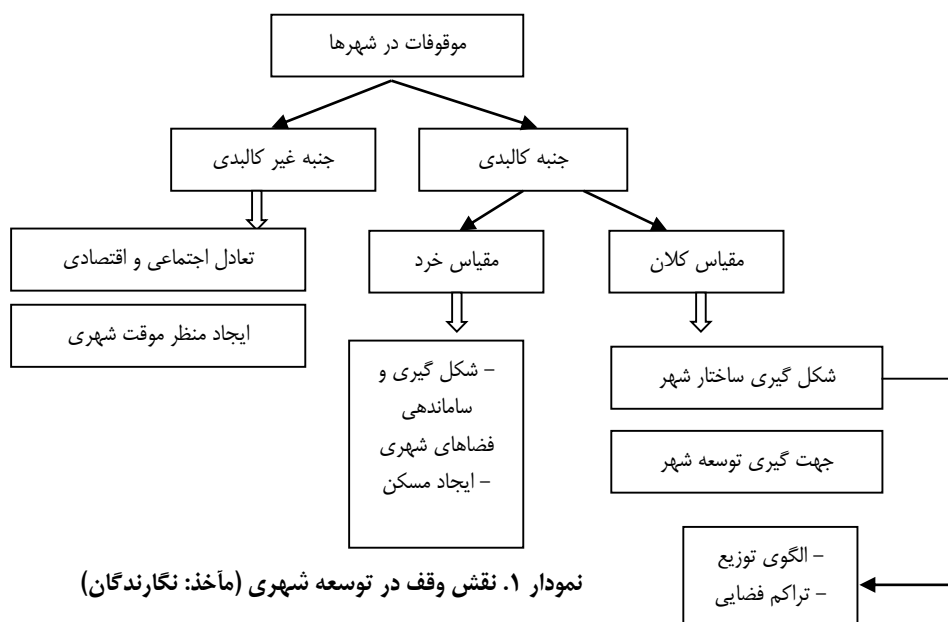 موقوفات در شهرها
جنبه کالبدی
جنبه غیر کالبدی
مقیاس کلان
مقیاس خرد
تعادل اجتماعی و اقتصادی
ایجاد منظر موقت شهری
شکل گیری ساختار شهر
جهت گیری توسعه شهر
– شکل گیری و
ساماندهی
فضاهای شهری
– ایجاد مسکن
– الگوی توزیع
– تراکم فضایی
نمودار ۱. نقش وقف در توسعه شهری (مآخذ: نگارندگان)